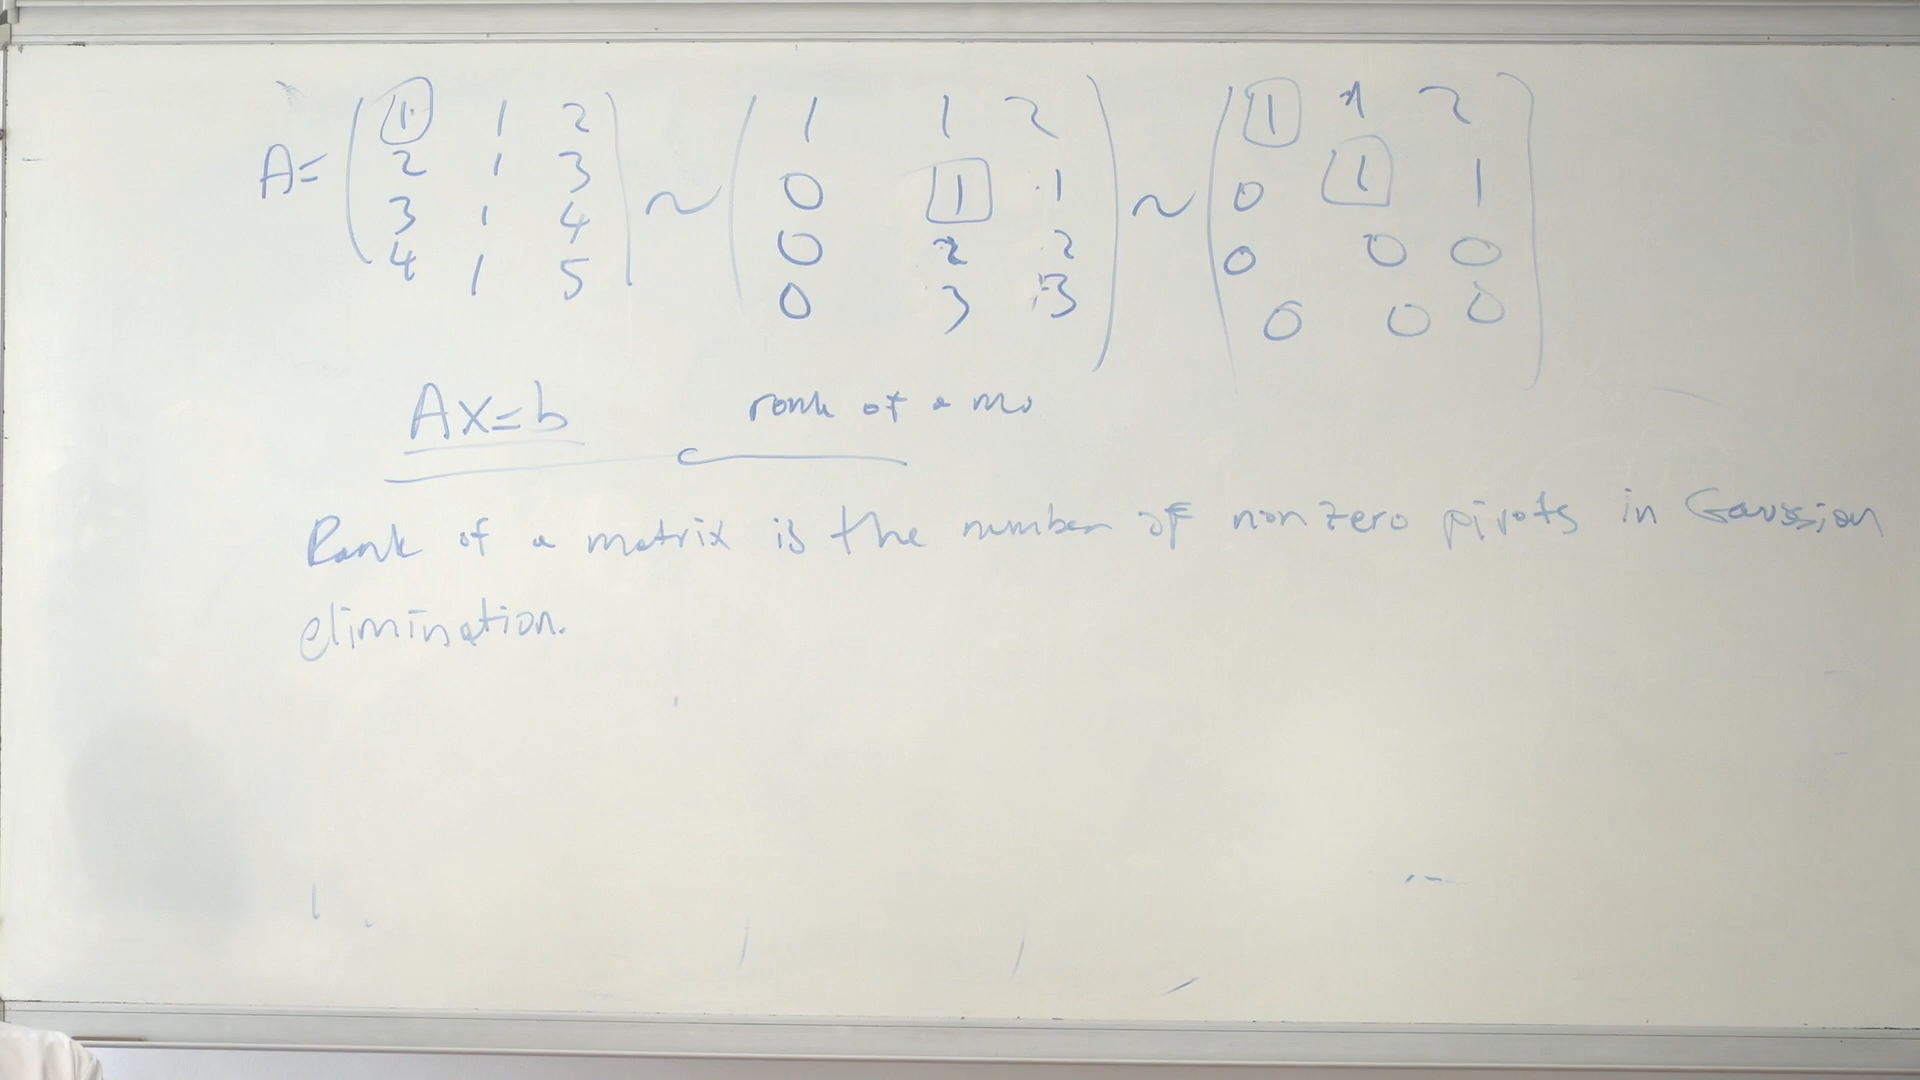 A= ( 1 1 2 ) ~ ( 1 1 2 ) ~ ( 1 1 2 )
2 1 3 0 1 1 0 1 1
3 1 4 0 2 2 0 0 0
4 1 5 0 3 3 0 0 0
Ax=b rank of a
Rank of a matrix is the number of nonzero pivots in Gaussian
elimination.